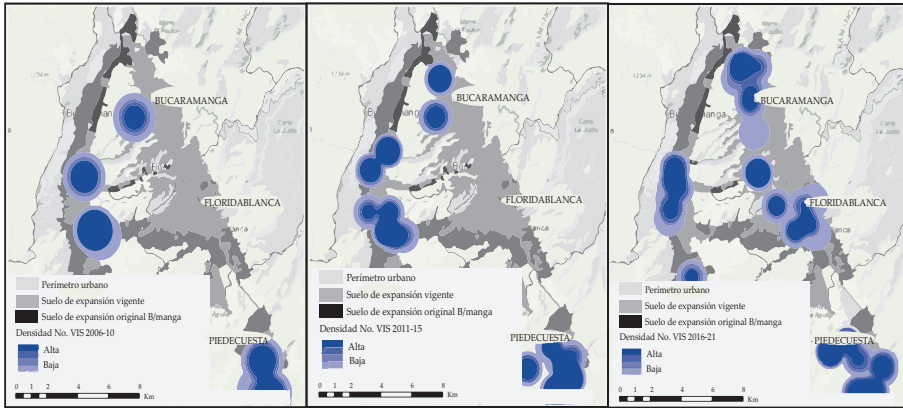 BUCARAMANGA
FLORIDABLANCA
Perímetro urbano
Suelo de expansión vigente
Suelo de expansión original B/manga
Densidad No. VIS 2006-10
PIEDECUESTA
Alta
Baja
0 1 2 4 6 8
Km
BUCARAMANGA
FLORIDABLANCA
Perímetro urbano
Suelo de expansión vigente
Suelo de expansión original B/manga
Densidad No. VIS 2011-15
PIEDECUESTA
Alta
Baja
0 1 2 4 6 8
Km
BUCARAMANGA
FLORIDABLANCA
Perímetro urbano
Suelo de expansión vigente
Suelo de expansión original B/manga
PIEDECUESTA
Densidad No. VIS 2016-21
Alta
Baja
0 1 2 4 6 8
Km